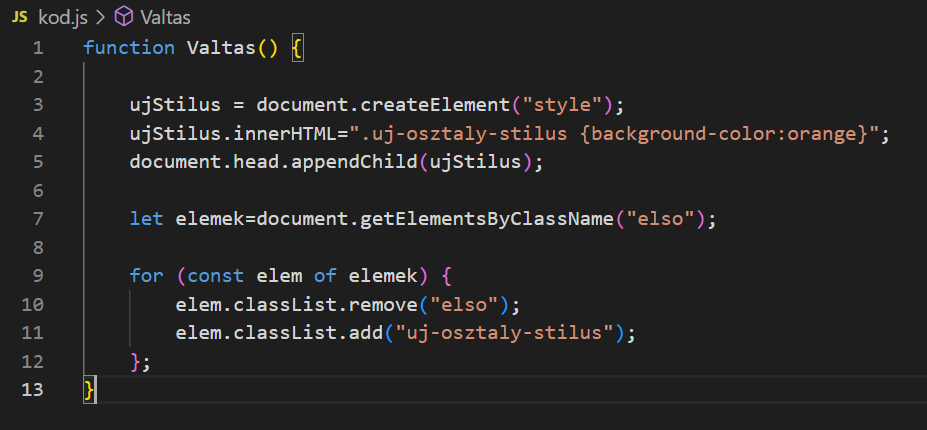 JS kod.js > Valtas
1 function Valtas() {
2
3 ujStilus = document.createElement("style");
4 ujStilus.innerHTML=".uj-osztaly-stilus {background-color:orange}";
5 document.head.appendChild(ujStilus);
6
7 let elemek=document.getElementsByClassName("elso");
8
9 for (const elem of elemek) {
10 elem.classList.remove("elso");
11 elem.classList.add("uj-osztaly-stilus");
12 };
13 }